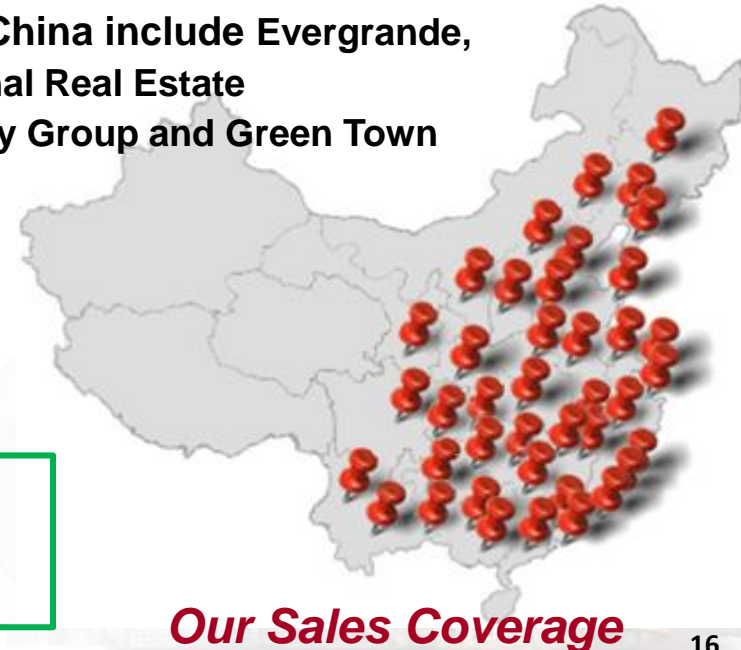 China include Evergrande,
nal Real Estate
y Group and Green Town
Our Sales Coverage
16